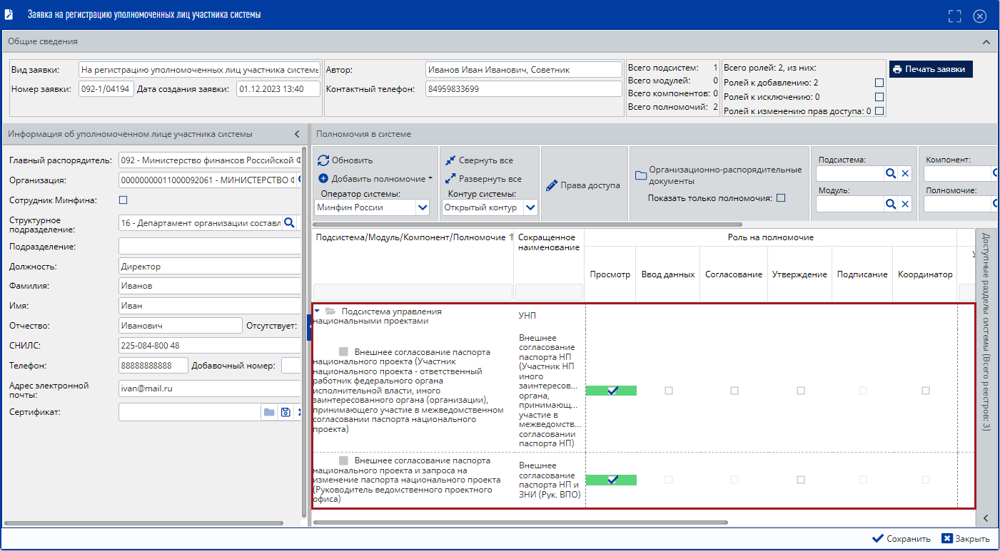 Заявка на регистрацию уполномоченных лиц участника системы
Общие сведения
Вид заявки: На регистрацию уполномоченных лиц участника системы
Номер заявки: 092-1/04194 Дата создания заявки: 01.12.2023 13:40
Автор: Иванов Иван Иванович, Советник
Контактный телефон: 84959833699
Всего подсистем: 1
Всего модулей: 0
Всего компонентов: 0
Всего полномочий: 2
Всего ролей: 2, из них:
Ролей к добавлению: 2
Ролей к исключению: 0
Ролей к изменению прав доступа: 0
Печать заявки
Информация об уполномоченном лице участника системы
Главный распорядитель: 092 - Министерство финансов Российской Ф
Организация: 00000000011000092061 - МИНИСТЕРСТВО Ф
Сотрудник Минфина:
Структурное
подразделение:
16 - Департамент организации составл
Подразделение:
Должность: Директор
Фамилия: Иванов
Имя: Иван
Отчество: Иванович Отсутствует:
СНИЛС: 225-084-800 48
Телефон: 88888888888 Добавочный номер:
Адрес электронной
почты:
ivan@mail.ru
Сертификат:
Полномочия в системе
Обновить
Добавить полномочие
Оператор системы:
Минфин России
Свернуть все
Развернуть все
Контур системы:
Открытый контур
Права доступа
Организационно-распорядительные
документы
Показать только полномочия:
Подсистема:
Модуль:
Компонент:
Полномочие:
Подсистема/Модуль/Компонент/Полномочие
Сокращенное
наименование
Роль на полномочие
Просмотр Ввод данных Согласование Утверждение Подписание Координатор
Подсистема управления
национальными проектами
УНП
Внешнее согласование паспорта
национального проекта (Участник
национального проекта - ответственный
работник федерального органа
исполнительной власти, иного
заинтересованного органа (организации),
принимающего участие в межведомственном
согласовании паспорта национального
проекта)
Внешнее
согласование
паспорта НП
(Участник НП
иного
заинтересов...
органа,
принимающ...
участие в
межведомств...
согласовании
паспорта НП)
Внешнее согласование паспорта
национального проекта и запроса на
изменение паспорта национального проекта
(Руководитель ведомственного проектного
офиса)
Внешнее
согласование
паспорта НП и
ЗНИ (Рук. ВПО)
Доступные разделы системы (Всего реестров: 3)
Сохранить
Закрыть